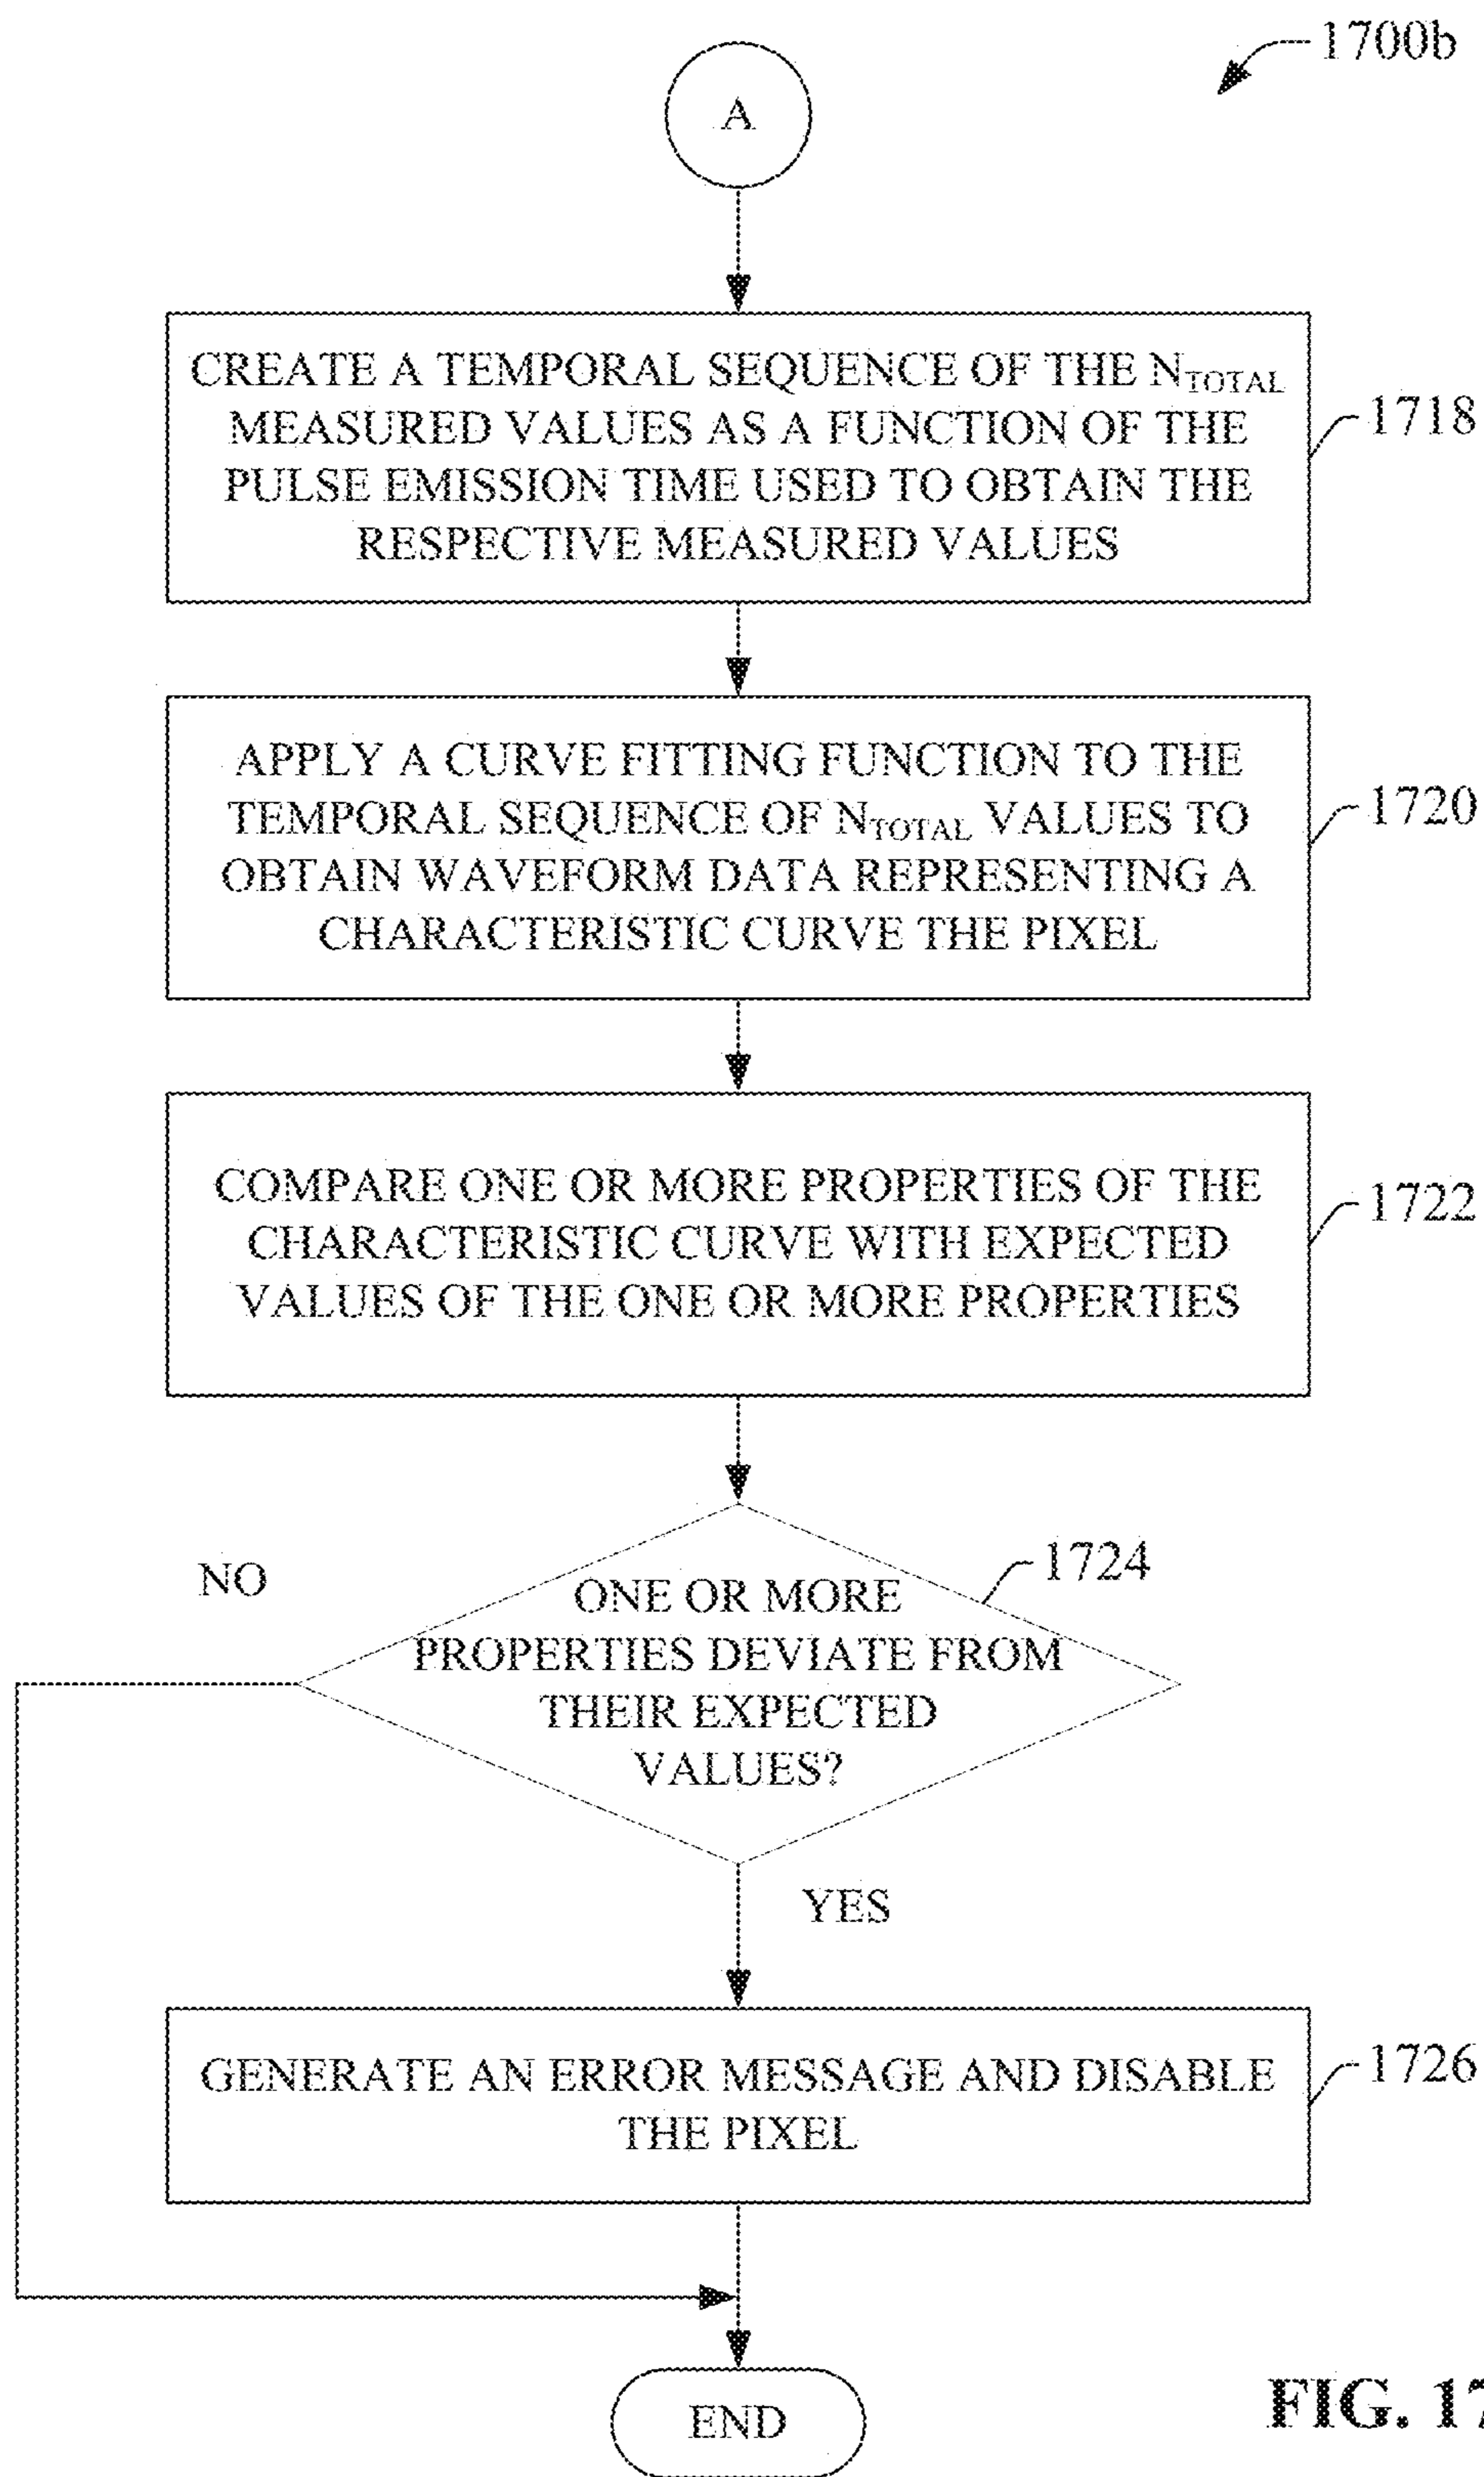 1700b
A
CREATE A TEMPORAL SEQUENCE OF THE NTOTAL
MEASURED VALUES AS A FUNCTION OF THE
PULSE EMISSION TIME USED TO OBTAIN THE
RESPECTIVE MEASURED VALUES
1718
APPLY A CURVE FITTING FUNCTION TO THE
TEMPORAL SEQUENCE OF NTOTAL VALUES TO
OBTAIN WAVEFORM DATA REPRESENTING A
CHARACTERISTIC CURVE THE PIXEL
1720
COMPARE ONE OR MORE PROPERTIES OF THE
CHARACTERISTIC CURVE WITH EXPECTED
VALUES OF THE ONE OR MORE PROPERTIES
1722
NO
1724
ONE OR MORE
PROPERTIES DEVIATE FROM
THEIR EXPECTED
VALUES?
YES
GENERATE AN ERROR MESSAGE AND DISABLE
THE PIXEL
1726
END
FIG. 17